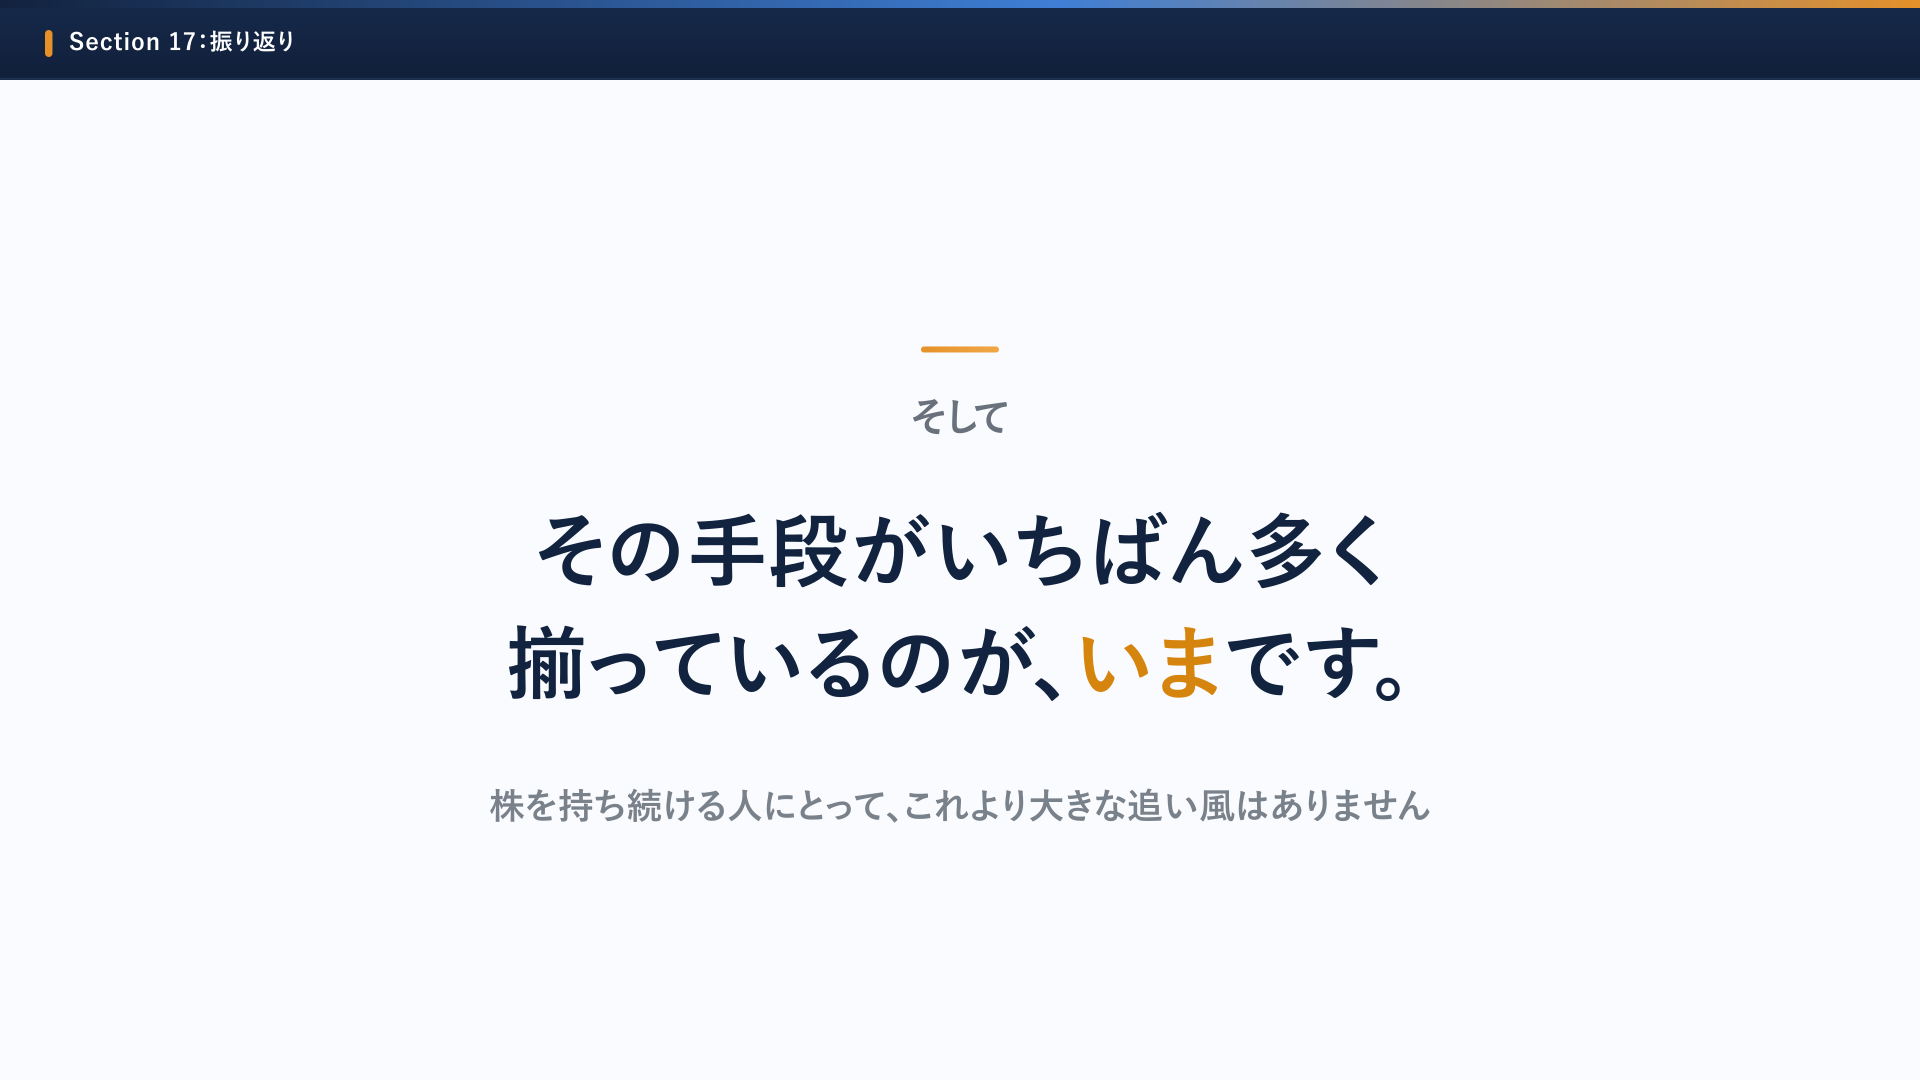 Section 17：振り返り
そして
その手段がいちばん多く
揃っているのが、いまです。
株を持ち続ける人にとって、これより大きな追い風はありません